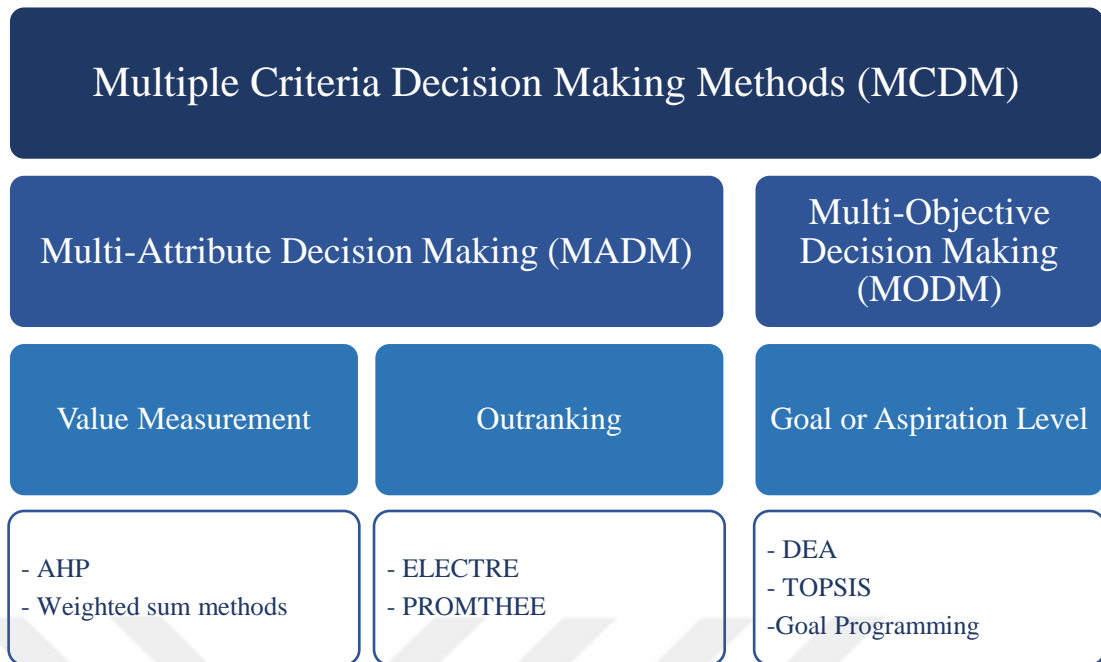 Multiple Criteria Decision Making Methods (MCDM)
Multi-Attribute Decision Making (MADM)
Multi-Objective
Decision Making
(MODM)
Value Measurement
Outranking
Goal or Aspiration Level
- AHP
- Weighted sum methods
- ELECTRE
- PROMTHEE
- DEA
- TOPSIS
-Goal Programming